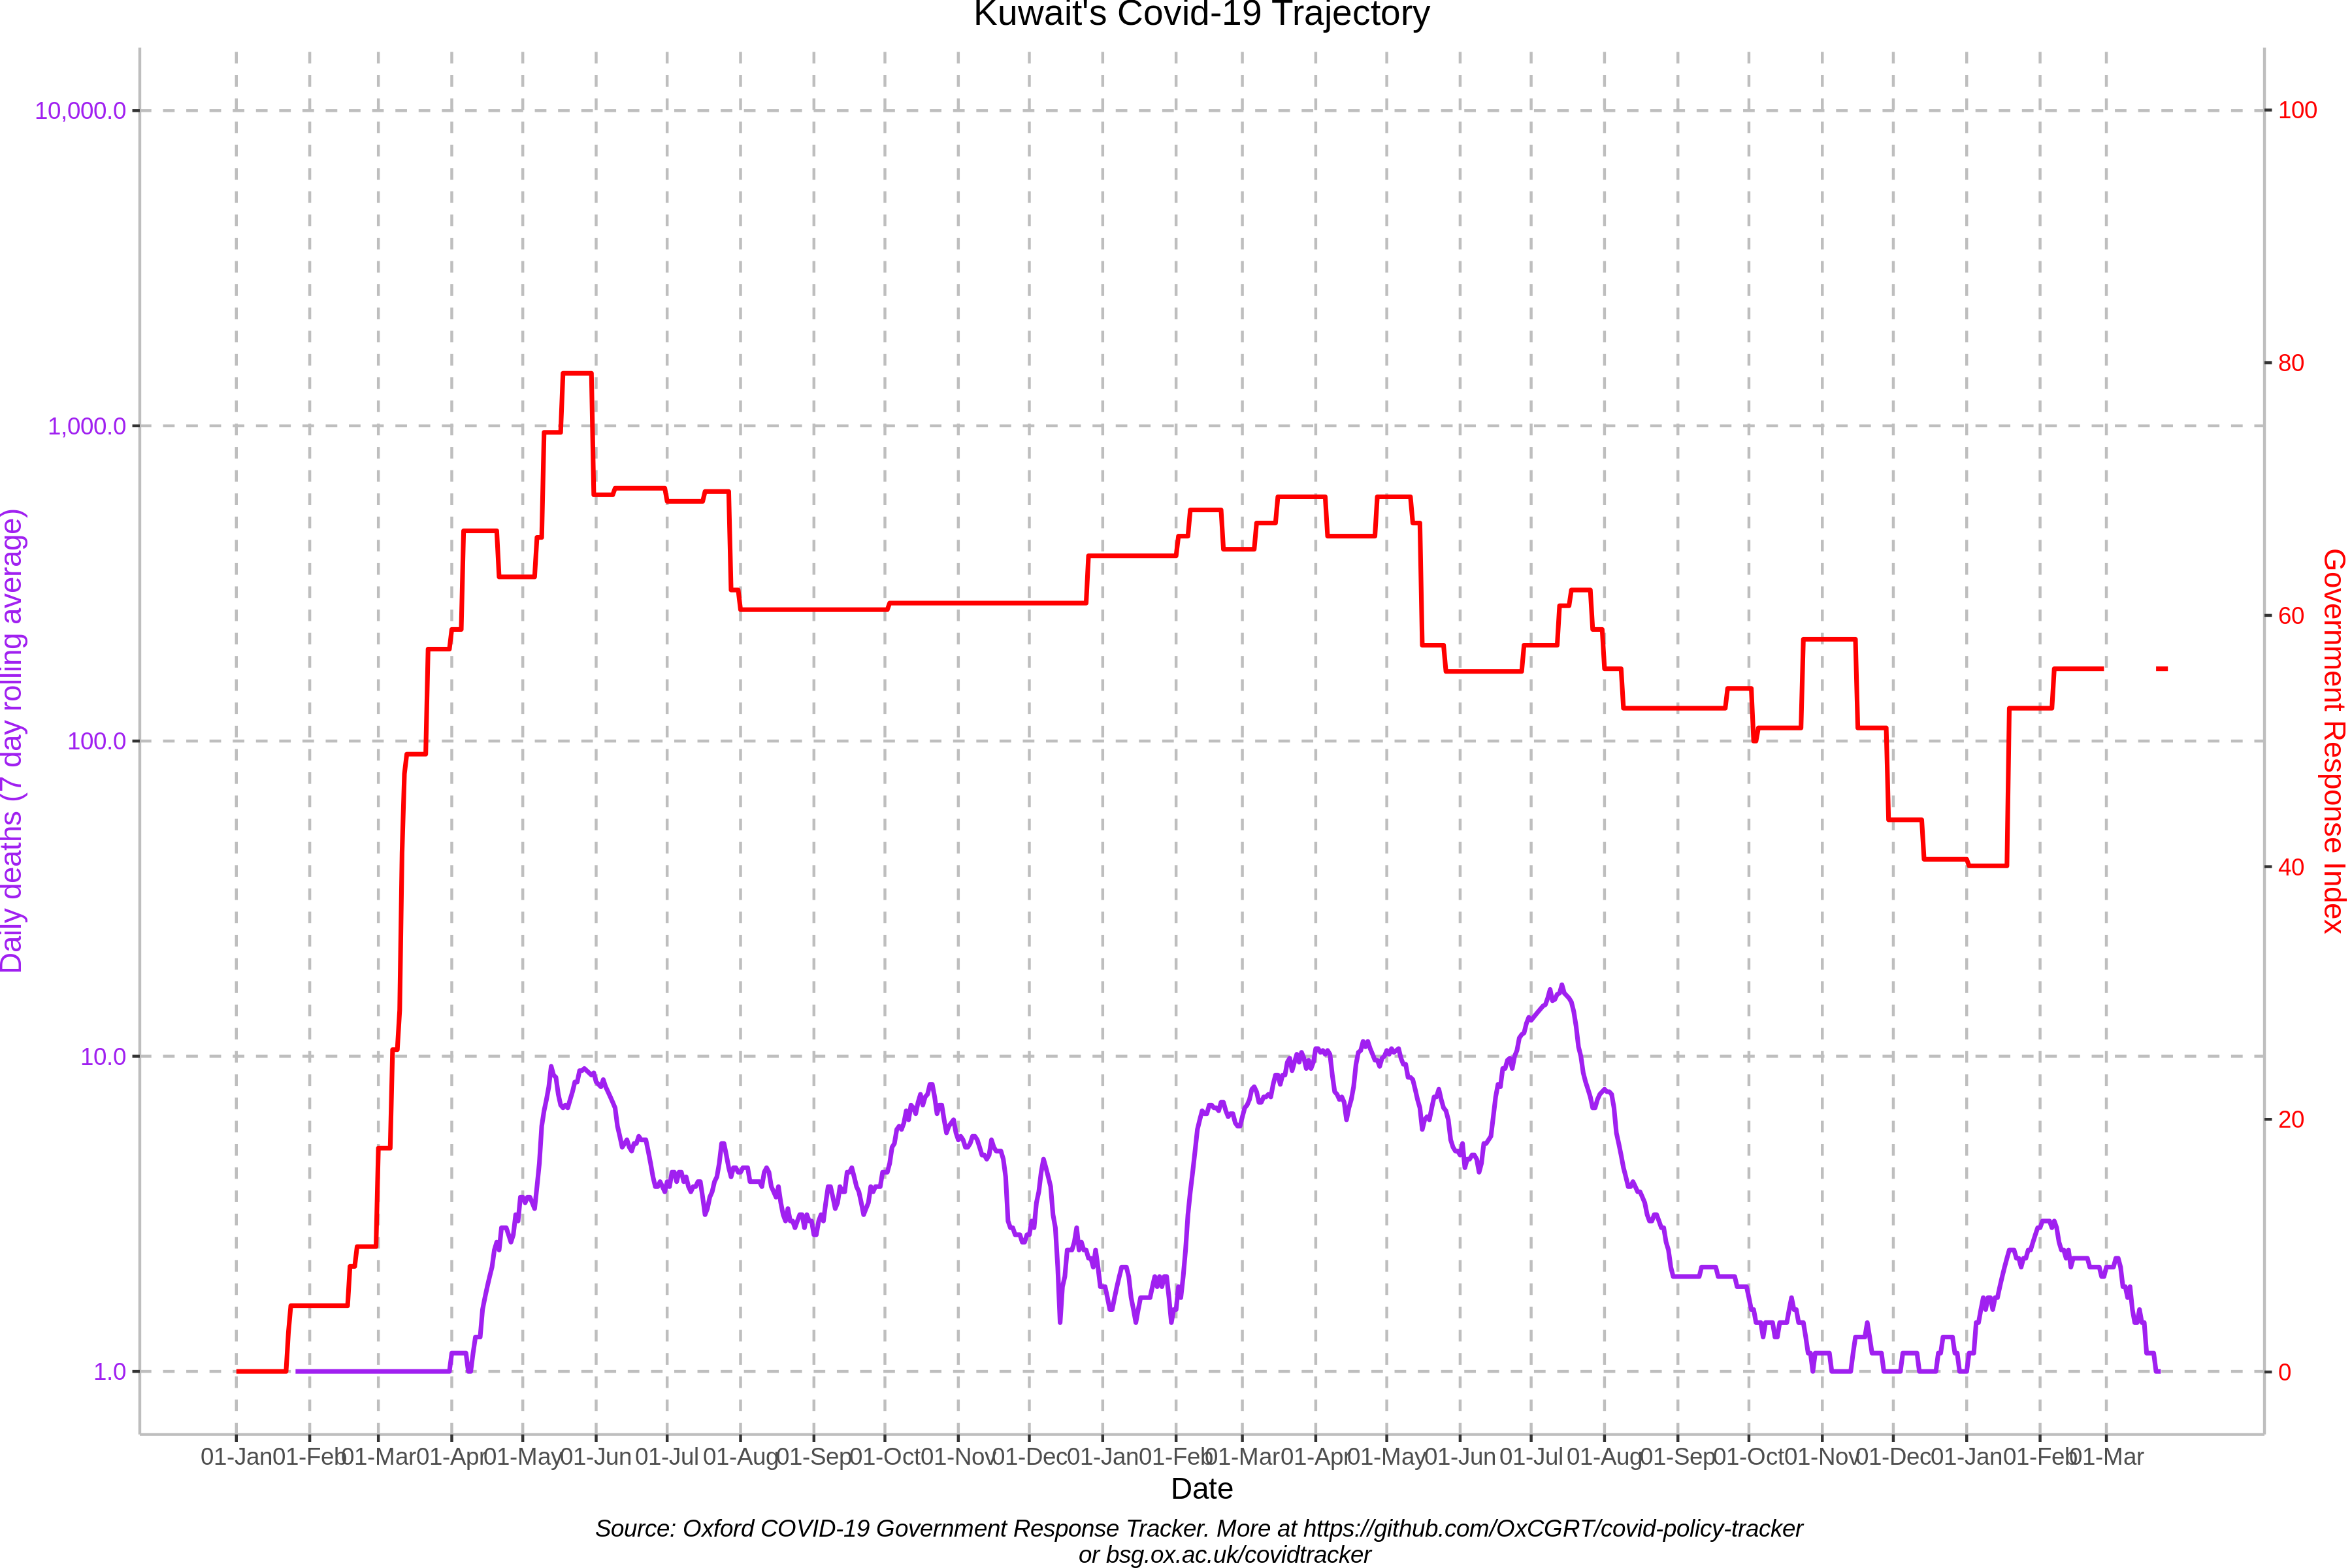 Kuwait's Covid-19 Trajectory
10,000.0
1,000.0
100.0
10.0
1.0
Daily deaths (7 day rolling average)
100
80
60
40
20
0
Government Response Index
01-Jan 01-Feb 01-Mar 01-Apr 01-May 01-Jun 01-Jul 01-Aug 01-Sep 01-Oct 01-Nov 01-Dec 01-Jan 01-Feb 01-Mar 01-Apr 01-May 01-Jun 01-Jul 01-Aug 01-Sep 01-Oct 01-Nov 01-Dec 01-Jan 01-Feb 01-Mar
Date
Source: Oxford COVID-19 Government Response Tracker. More at https://github.com/OxCGRT/covid-policy-tracker
or bsg.ox.ac.uk/covidtracker